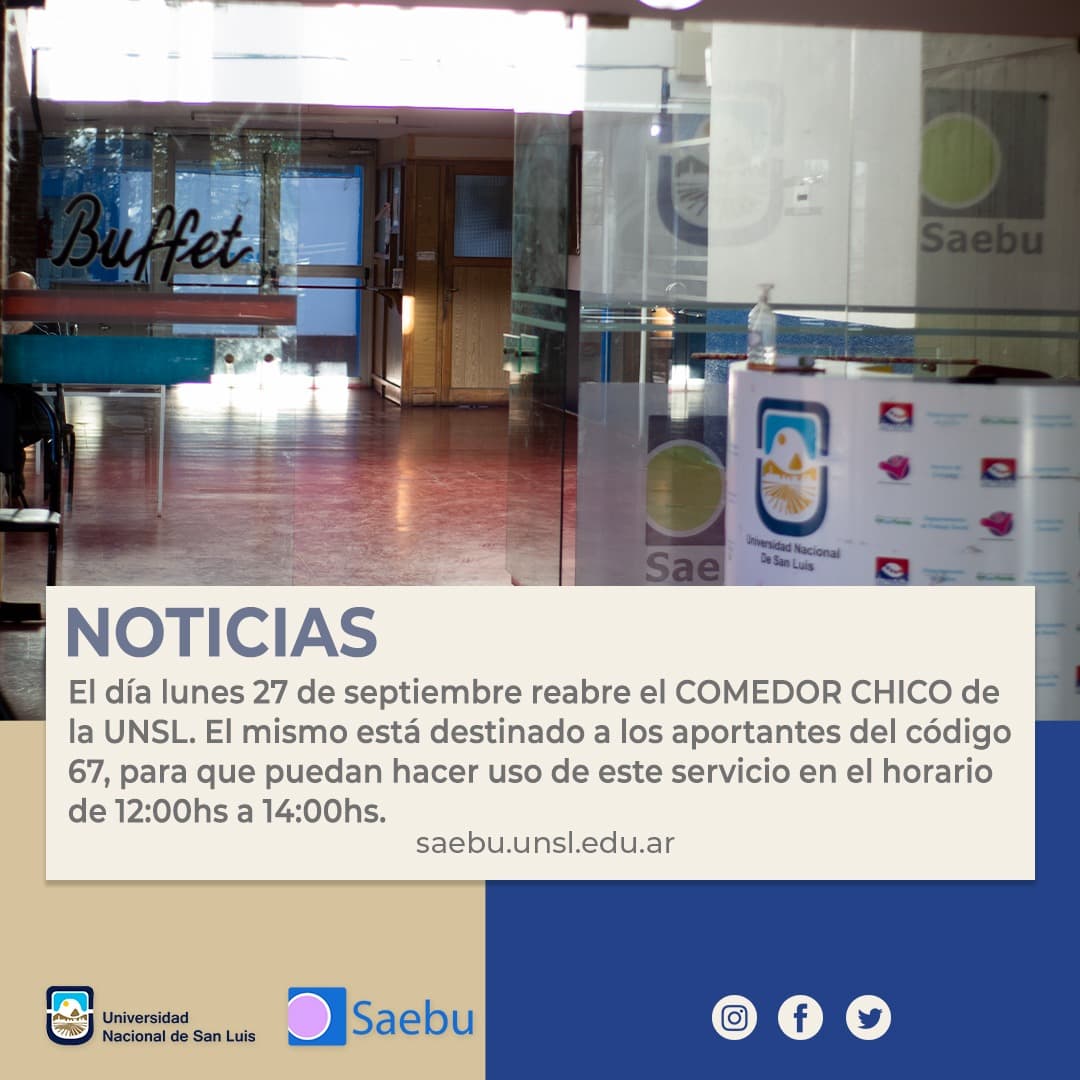 Buffet
Saebu
Sae
Universidad Nacional
De San Luis
NOTICIAS
El día lunes 27 de septiembre reabre el COMEDOR CHICO de
la UNSL. El mismo está destinado a los aportantes del código
67, para que puedan hacer uso de este servicio en el horario
de 12:00hs a 14:00hs.
saebu.unsl.edu.ar
Universidad
Nacional de San Luis
Saebu